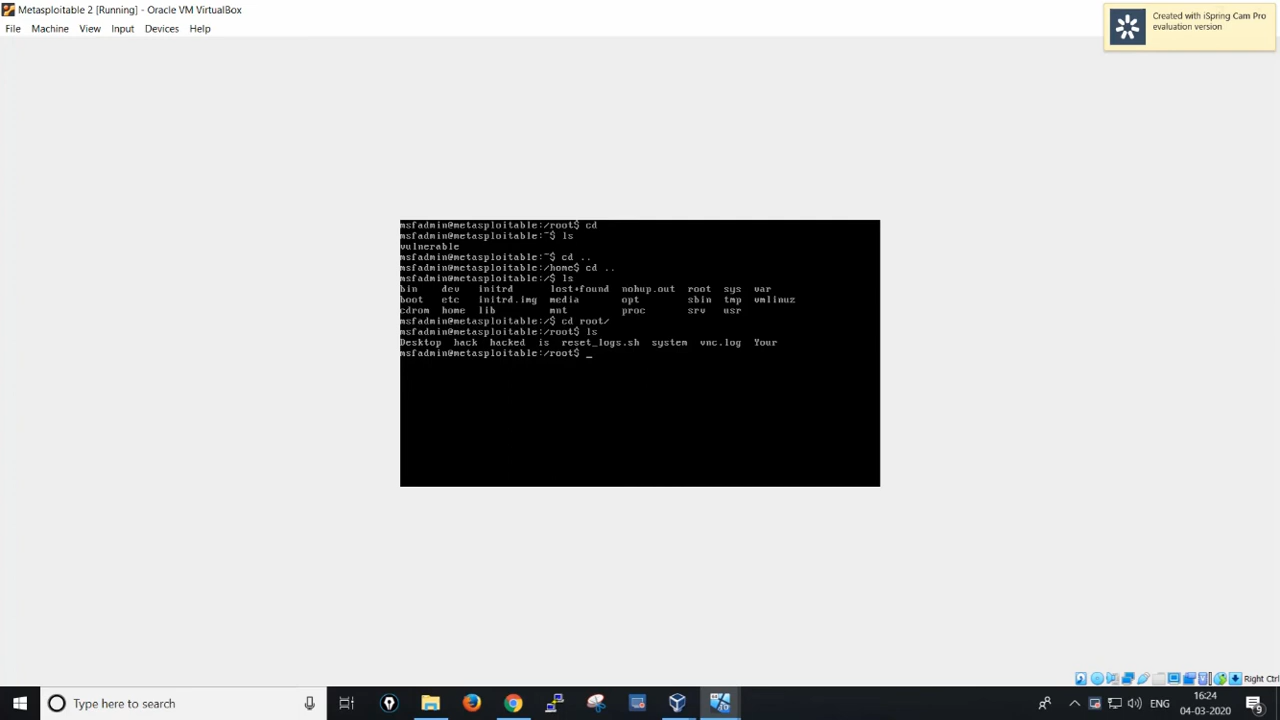 Metasploitable 2 [Running] - Oracle VM VirtualBox
File Machine View Input Devices Help
Created with iSpring Cam Pro
evaluation version
msfadmin@metasploitable:/root$ cd
msfadmin@metasploitable:~$ ls
vulnerable
msfadmin@metasploitable:~$ cd ..
msfadmin@metasploitable:/home$ cd ..
msfadmin@metasploitable:/$ ls
bin dev initrd lost+found nohup.out root sys var
boot etc initrd.img media opt sbin tmp vmlinuz
cdrom home lib mnt proc srv usr
msfadmin@metasploitable:/$ cd root/
msfadmin@metasploitable:/root$ ls
Desktop hack hacked is reset_logs.sh system vnc.log Your
msfadmin@metasploitable:/root$ _
Right Ctrl
Type here to search
ENG
16:24
04-03-2020
9